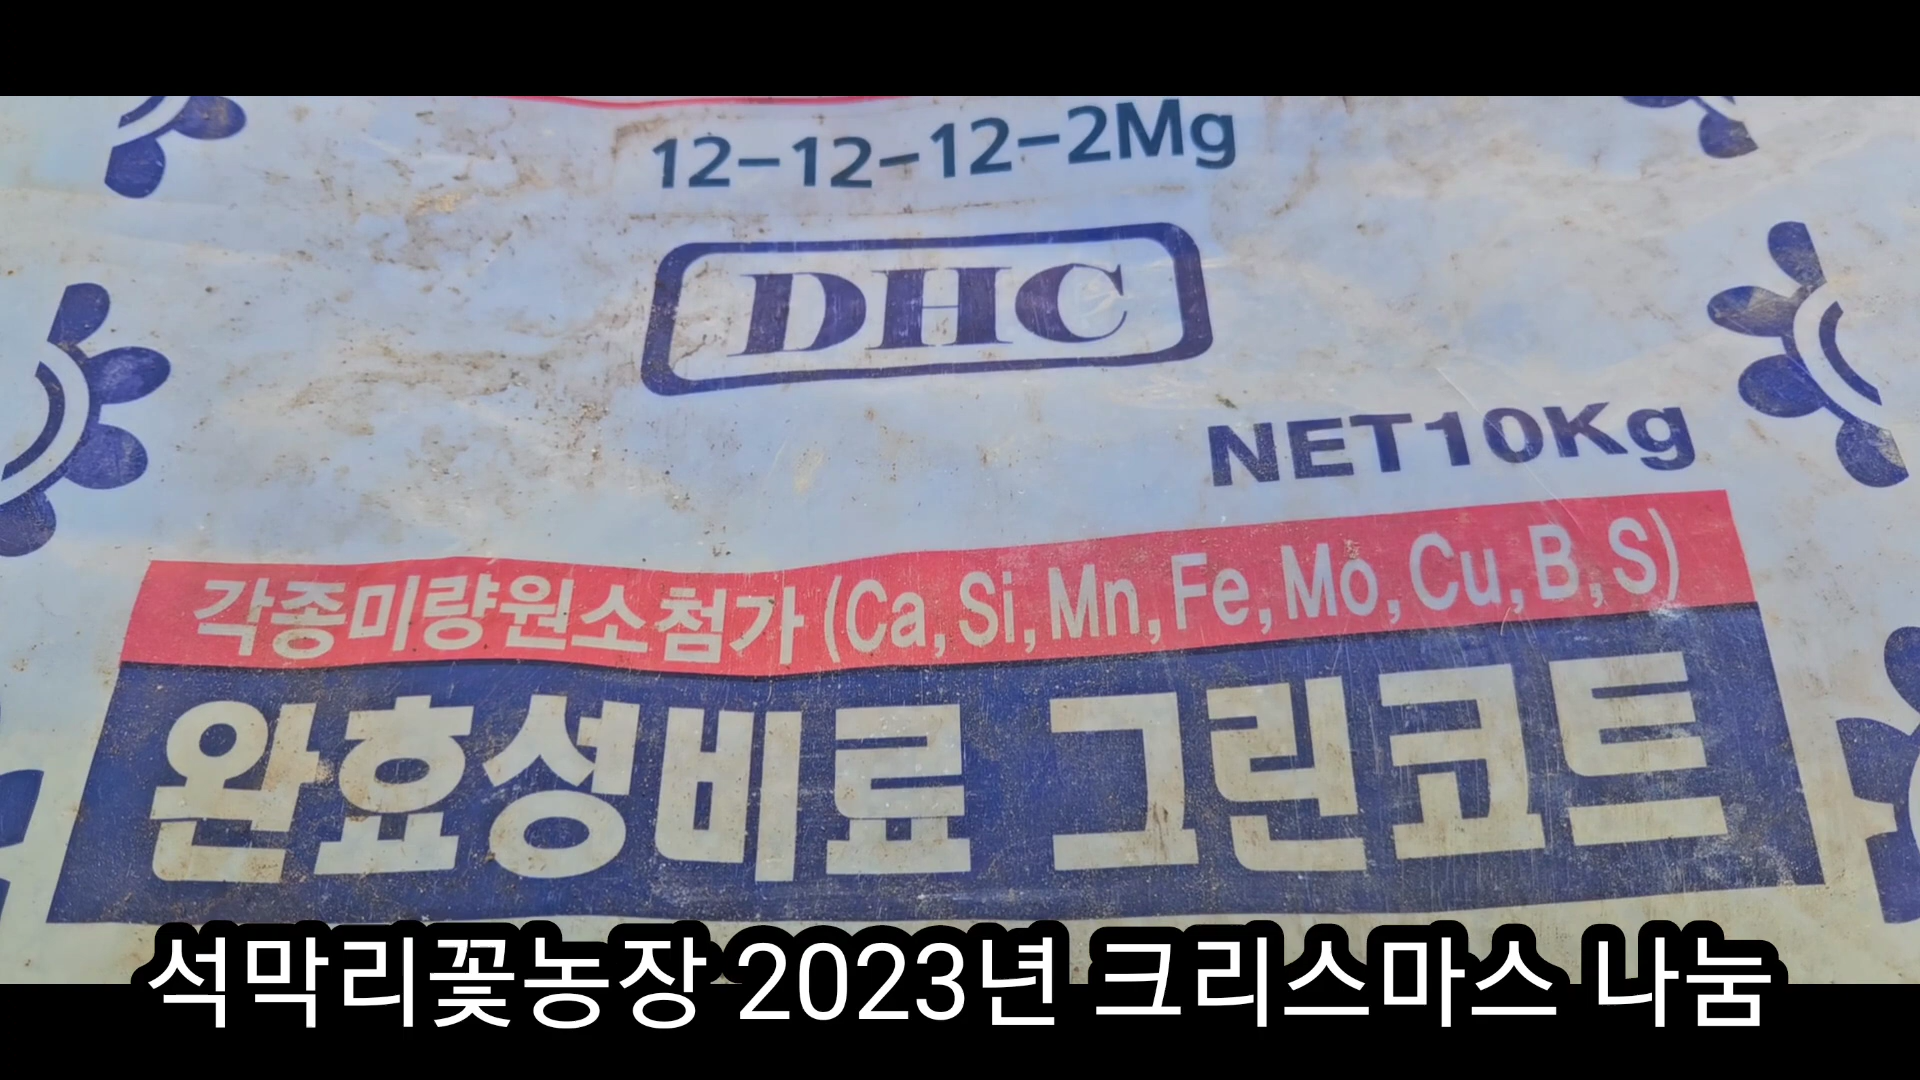 12-12-12-2Mg
DHC
NET10Kg
각종미량원소첨가(Ca,Si,Mn,Fe,Mo,Cu,B,S)
완효성비료 그린코트
석막리꽃농장 2023년 크리스마스 나눔